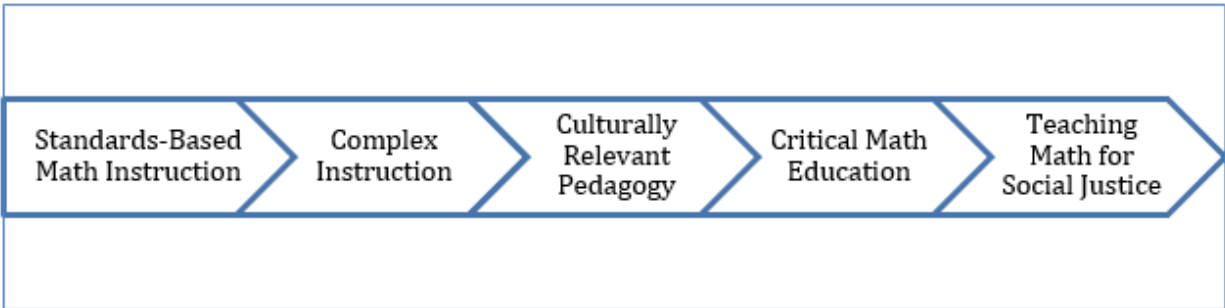 Standards-Based
Math Instruction
Complex
Instruction
Culturally
Relevant
Pedagogy
Critical Math
Education
Teaching
Math for
Social Justice